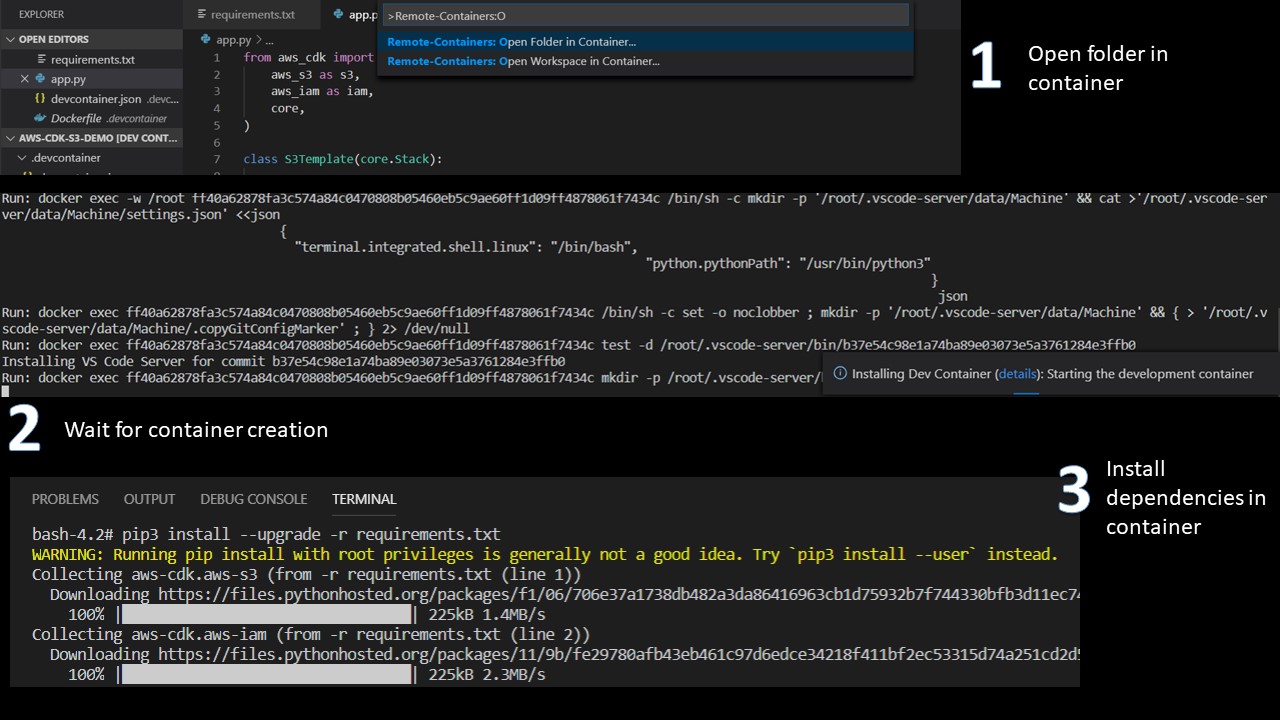 EXPLORER
OPEN EDITORS
requirements.txt
app.py
devcontainer.json .devc...
Dockerfile .devcontainer
AWS-CDK-S3-DEMO [DEV CONT...
.devcontainer
requirements.txt
app.p
app.py > ...
1 from aws_cdk import
2 aws_s3 as s3,
3 aws_iam as iam,
4 core,
5 )
6
7 class S3Template(core.Stack):
>Remote-Containers:O
Remote-Containers: Open Folder in Container...
Remote-Containers: Open Workspace in Container...
1
Open folder in
container
Run: docker exec -w /root ff40a62878fa3c574a84c0470808b05460eb5c9ae60ff1d09ff4878061f7434c /bin/sh -c mkdir -p '/root/.vscode-server/data/Machine' && cat >'/root/.vscode-ser
ver/data/Machine/settings.json' <<json
{
"terminal.integrated.shell.linux": "/bin/bash",
"python.pythonPath": "/usr/bin/python3"
}
json
Run: docker exec ff40a62878fa3c574a84c0470808b05460eb5c9ae60ff1d09ff4878061f7434c /bin/sh -c set -o noclobber ; mkdir -p '/root/.vscode-server/data/Machine' && { > '/root/.v
scode-server/data/Machine/.copyGitConfigMarker' ; } 2> /dev/null
Run: docker exec ff40a62878fa3c574a84c0470808b05460eb5c9ae60ff1d09ff4878061f7434c test -d /root/.vscode-server/bin/b37e54c98e1a74ba89e03073e5a3761284e3ffb0
Installing VS Code Server for commit b37e54c98e1a74ba89e03073e5a3761284e3ffb0
Run: docker exec ff40a62878fa3c574a84c0470808b05460eb5c9ae60ff1d09ff4878061f7434c mkdir -p /root/.vscode-server/
Installing Dev Container (details): Starting the development container
2
Wait for container creation
3
Install
dependencies in
container
PROBLEMS OUTPUT DEBUG CONSOLE TERMINAL
bash-4.2# pip3 install --upgrade -r requirements.txt
WARNING: Running pip install with root privileges is generally not a good idea. Try `pip3 install --user` instead.
Collecting aws-cdk.aws-s3 (from -r requirements.txt (line 1))
Downloading https://files.pythonhosted.org/packages/f1/06/706e37a1738db482a3da86416963cb1d75932b7f744330bfb3d11ec74
100% | | 225kB 1.4MB/s
Collecting aws-cdk.aws-iam (from -r requirements.txt (line 2))
Downloading https://files.pythonhosted.org/packages/11/9b/fe29780afb43eb461c97d6edce34218f411bf2ec53315d74a251cd2d5
100% | | 225kB 2.3MB/s